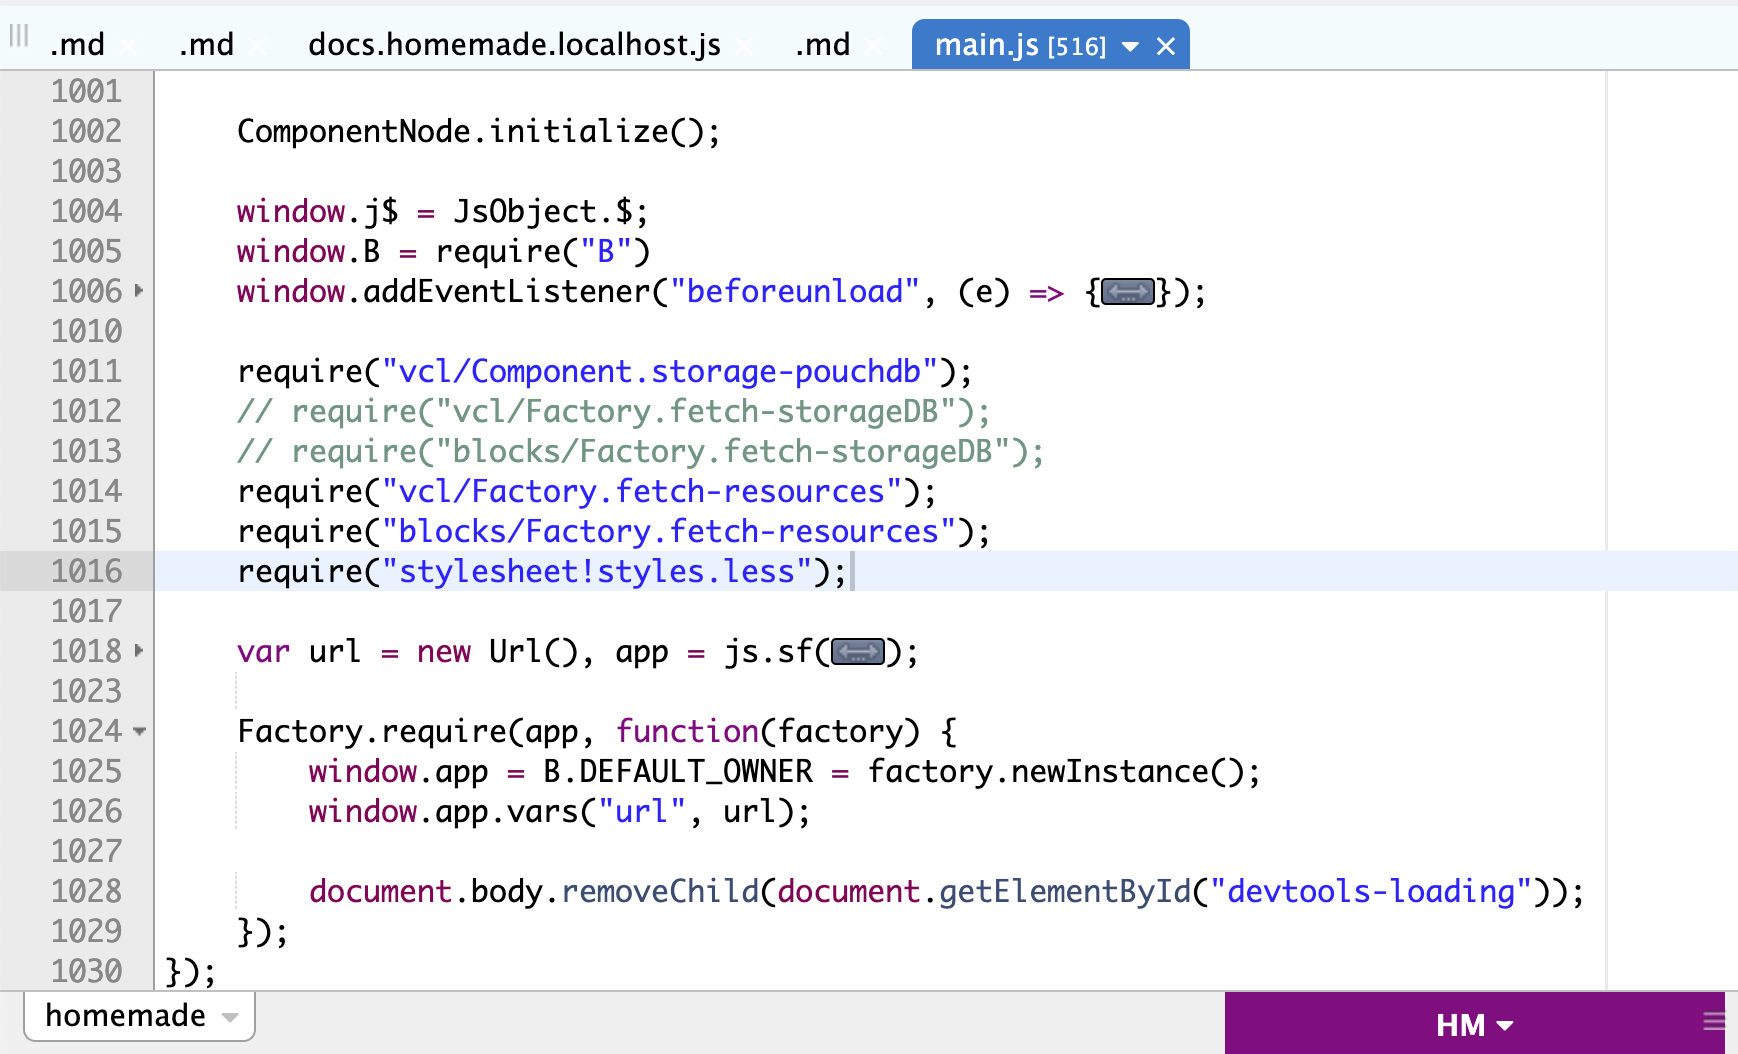 .md × .md × docs.homemade.localhost.js × .md × main.js [516] ×
1001
1002 ComponentNode.initialize();
1003
1004 window.j$ = JsObject.$;
1005 window.B = require("B")
1006 window.addEventListener("beforeunload", (e) => {...});
1010
1011 require("vcl/Component.storage-pouchdb");
1012 // require("vcl/Factory.fetch-storageDB");
1013 // require("blocks/Factory.fetch-storageDB");
1014 require("vcl/Factory.fetch-resources");
1015 require("blocks/Factory.fetch-resources");
1016 require("stylesheet!styles.less");
1017
1018 var url = new Url(), app = js.sf(...);
1023
1024 Factory.require(app, function(factory) {
1025 window.app = B.DEFAULT_OWNER = factory.newInstance();
1026 window.app.vars("url", url);
1027
1028 document.body.removeChild(document.getElementById("devtools-loading"));
1029 });
1030 });
homemade HM